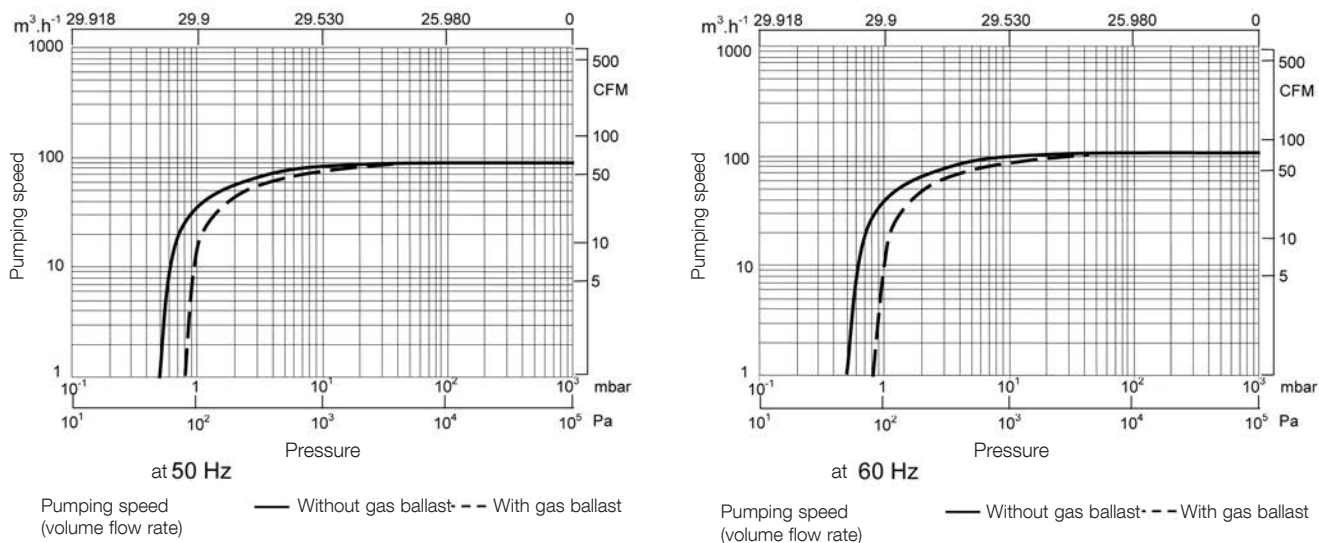 m³.h⁻¹ 29.918 29.9 29.530 25.980 0
1000
500
CFM
100
100
50
10
10
5
1
Pumping speed
10⁻¹ 1 10¹ 10² 10³ mbar
10¹ 10² 10³ 10⁴ 10⁵ Pa
Pressure
at 50 Hz
Pumping speed
(volume flow rate)
Without gas ballast
With gas ballast
m³.h⁻¹ 29.918 29.9 29.530 25.980 0
1000
500
CFM
100
100
50
10
10
5
1
Pumping speed
10⁻¹ 1 10¹ 10² 10³ mbar
10¹ 10² 10³ 10⁴ 10⁵ Pa
Pressure
at 60 Hz
Pumping speed
(volume flow rate)
Without gas ballast
With gas ballast